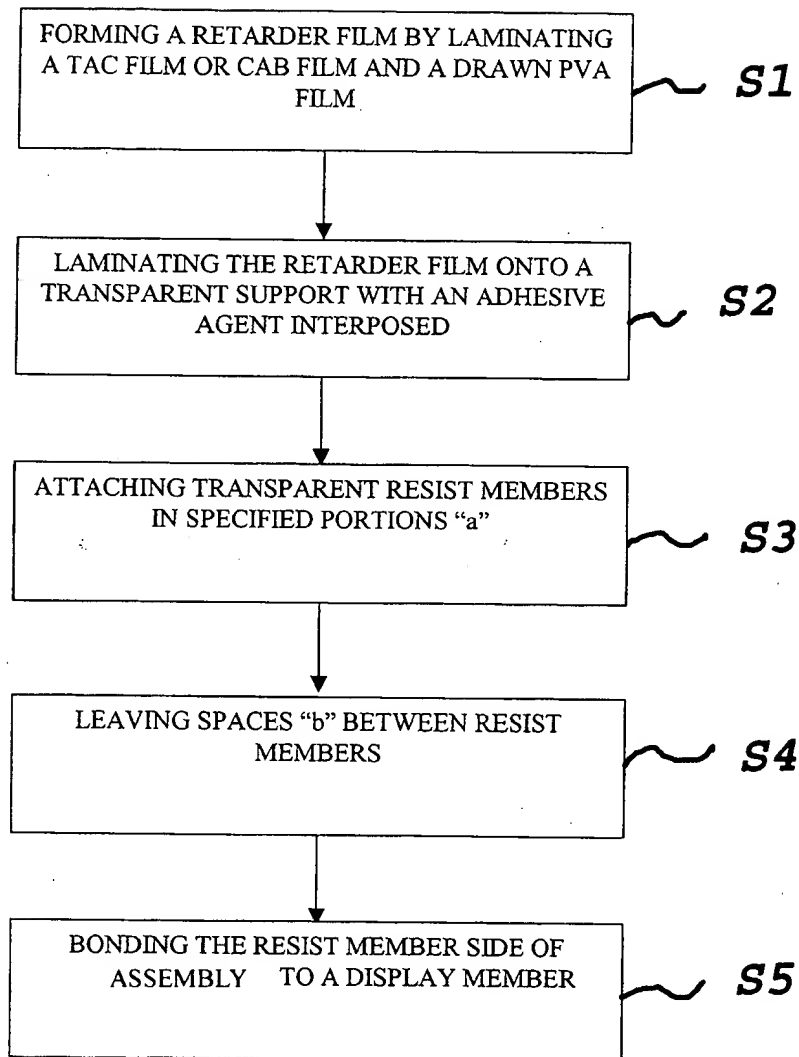 FORMING A RETARDER FILM BY LAMINATING
A TAC FILM OR CAB FILM AND A DRAWN PVA
FILM
S1
LAMINATING THE RETARDER FILM ONTO A
TRANSPARENT SUPPORT WITH AN ADHESIVE
AGENT INTERPOSED
S2
ATTACHING TRANSPARENT RESIST MEMBERS
IN SPECIFIED PORTIONS “a”
S3
LEAVING SPACES “b” BETWEEN RESIST
MEMBERS
S4
BONDING THE RESIST MEMBER SIDE OF
ASSEMBLY TO A DISPLAY MEMBER
S5